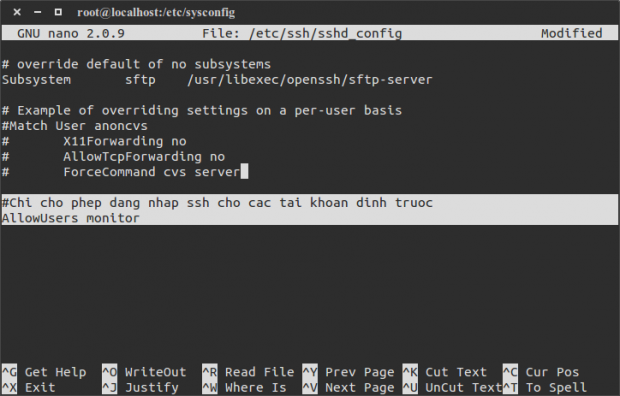 root@localhost:/etc/sysconfig
GNU nano 2.0.9 File: /etc/ssh/sshd_config Modified
# override default of no subsystems
Subsystem sftp /usr/libexec/openssh/sftp-server
# Example of overriding settings on a per-user basis
#Match User anoncvs
# X11Forwarding no
# AllowTcpForwarding no
# ForceCommand cvs server
#Chi cho phep dang nhap ssh cho cac tai khoan dinh truoc
AllowUsers monitor
^G Get Help ^O WriteOut ^R Read File ^Y Prev Page ^K Cut Text ^C Cur Pos
^X Exit ^J Justify ^W Where Is ^V Next Page ^U UnCut Text^T To Spell